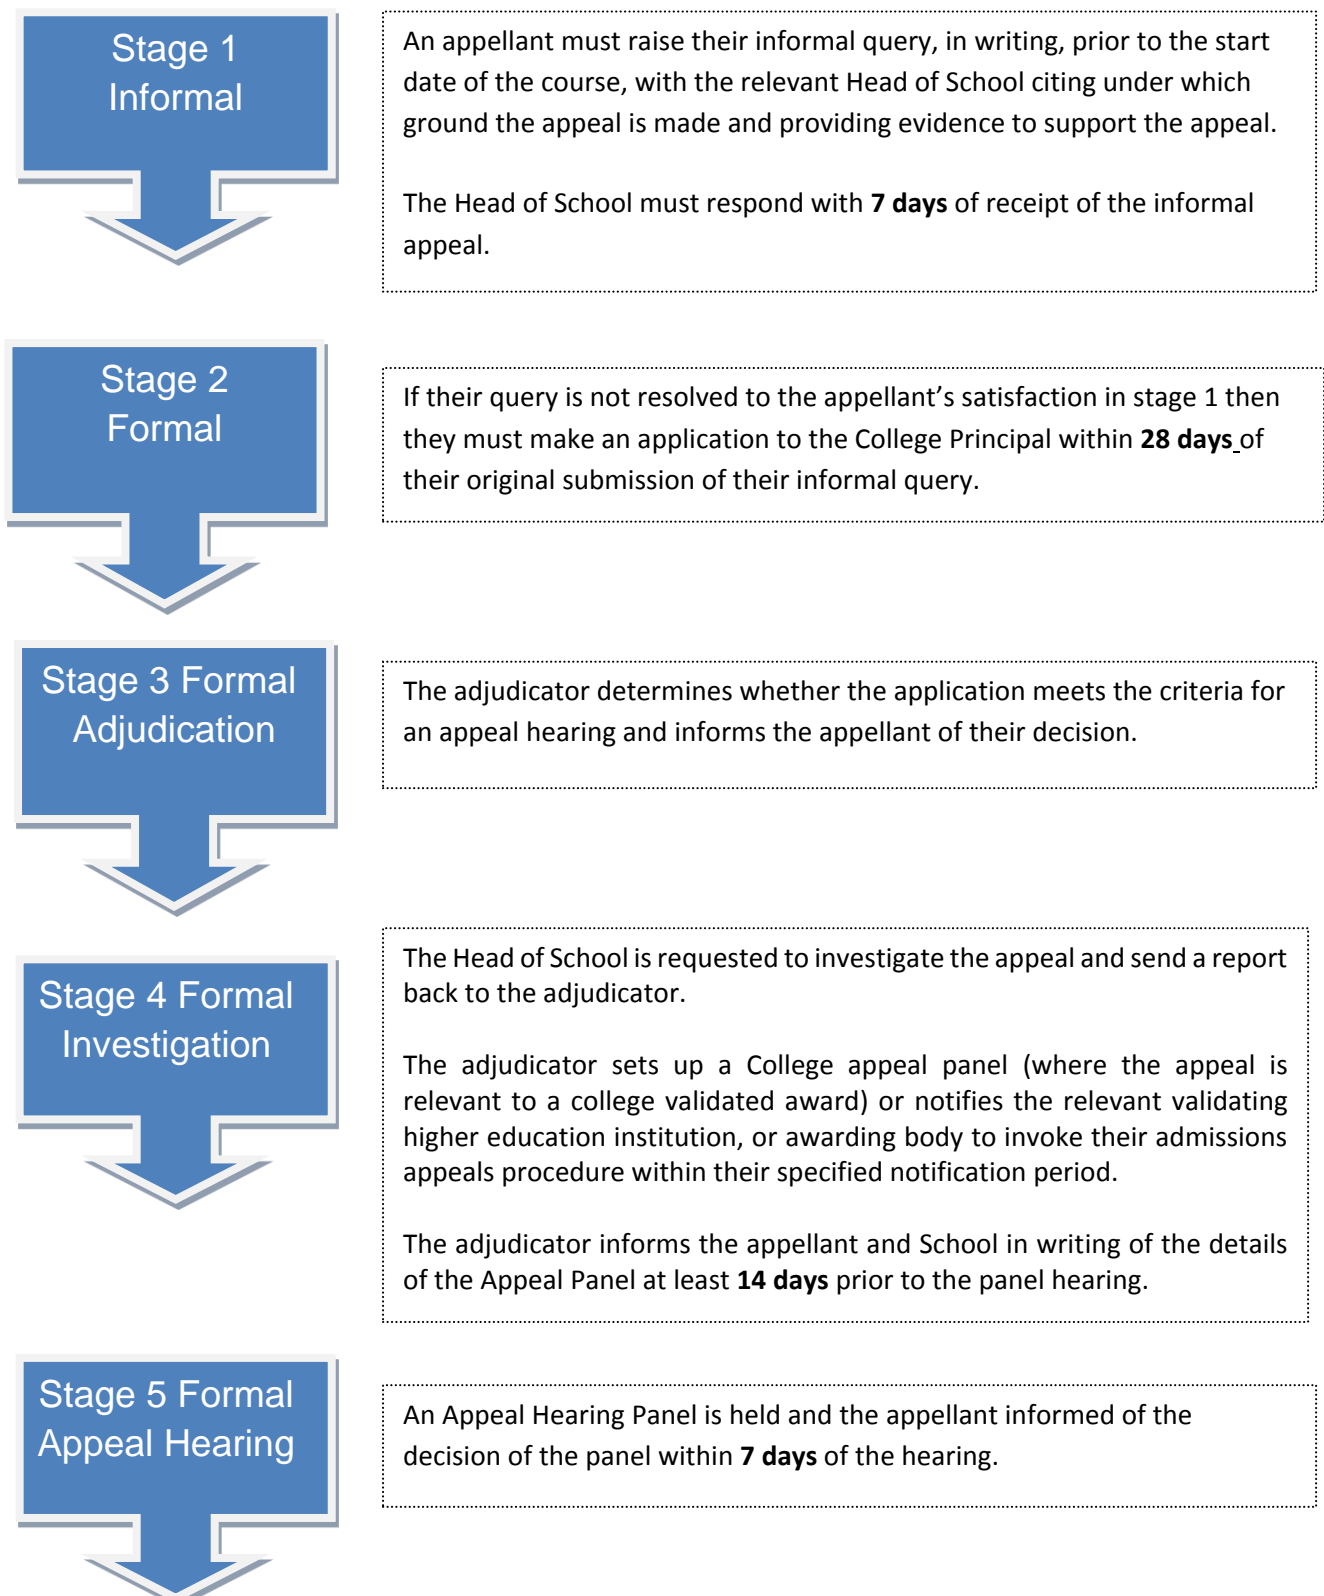 Stage 1
Informal
An appellant must raise their informal query, in writing, prior to the start
date of the course, with the relevant Head of School citing under which
ground the appeal is made and providing evidence to support the appeal.
The Head of School must respond with 7 days of receipt of the informal
appeal.
Stage 2
Formal
If their query is not resolved to the appellant’s satisfaction in stage 1 then
they must make an application to the College Principal within 28 days of
their original submission of their informal query.
Stage 3 Formal
Adjudication
The adjudicator determines whether the application meets the criteria for
an appeal hearing and informs the appellant of their decision.
Stage 4 Formal
Investigation
The Head of School is requested to investigate the appeal and send a report
back to the adjudicator.
The adjudicator sets up a College appeal panel (where the appeal is
relevant to a college validated award) or notifies the relevant validating
higher education institution, or awarding body to invoke their admissions
appeals procedure within their specified notification period.
The adjudicator informs the appellant and School in writing of the details
of the Appeal Panel at least 14 days prior to the panel hearing.
Stage 5 Formal
Appeal Hearing
An Appeal Hearing Panel is held and the appellant informed of the
decision of the panel within 7 days of the hearing.